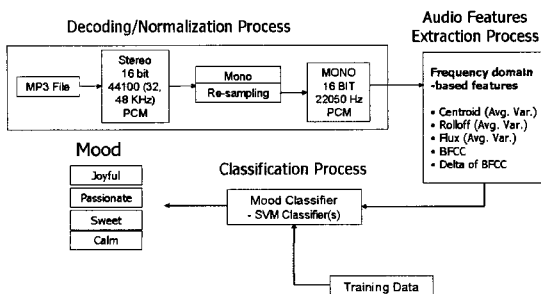 Decoding/Normalization Process
Audio Features
Extraction Process
MP3 File
Stereo
16 bit
44100 (32,
48 KHz)
PCM
Mono
Re-sampling
MONO
16 BIT
22050 Hz
PCM
Frequency domain
-based features
• Centroid (Avg. Var.)
• Rolloff (Avg. Var.)
• Flux (Avg. Var.)
• BFCC
• Delta of BFCC
Mood
Joyful
Passionate
Sweet
Calm
Classification Process
Mood Classifier
- SVM Classifier(s)
Training Data